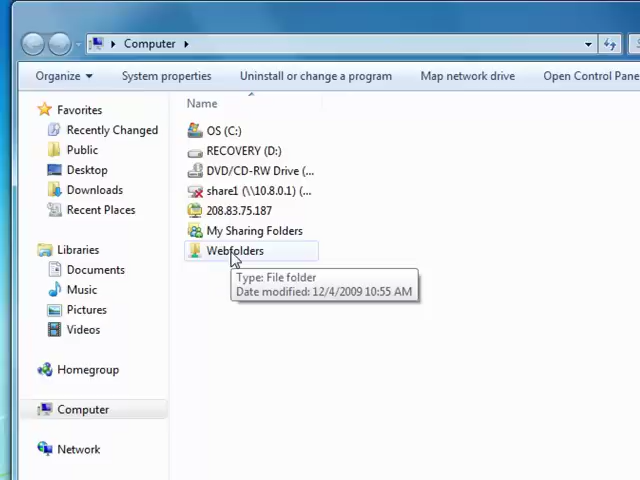 Computer
Organize
System properties
Uninstall or change a program
Map network drive
Open Control Pane
Name
Favorites
Recently Changed
Public
Desktop
Downloads
Recent Places
Libraries
Documents
Music
Pictures
Videos
Homegroup
Computer
Network
OS (C:)
RECOVERY (D:)
DVD/CD-RW Drive (...
share1 (\\10.8.0.1) (...
208.83.75.187
My Sharing Folders
Webfolders
Type: File folder
Date modified: 12/4/2009 10:55 AM